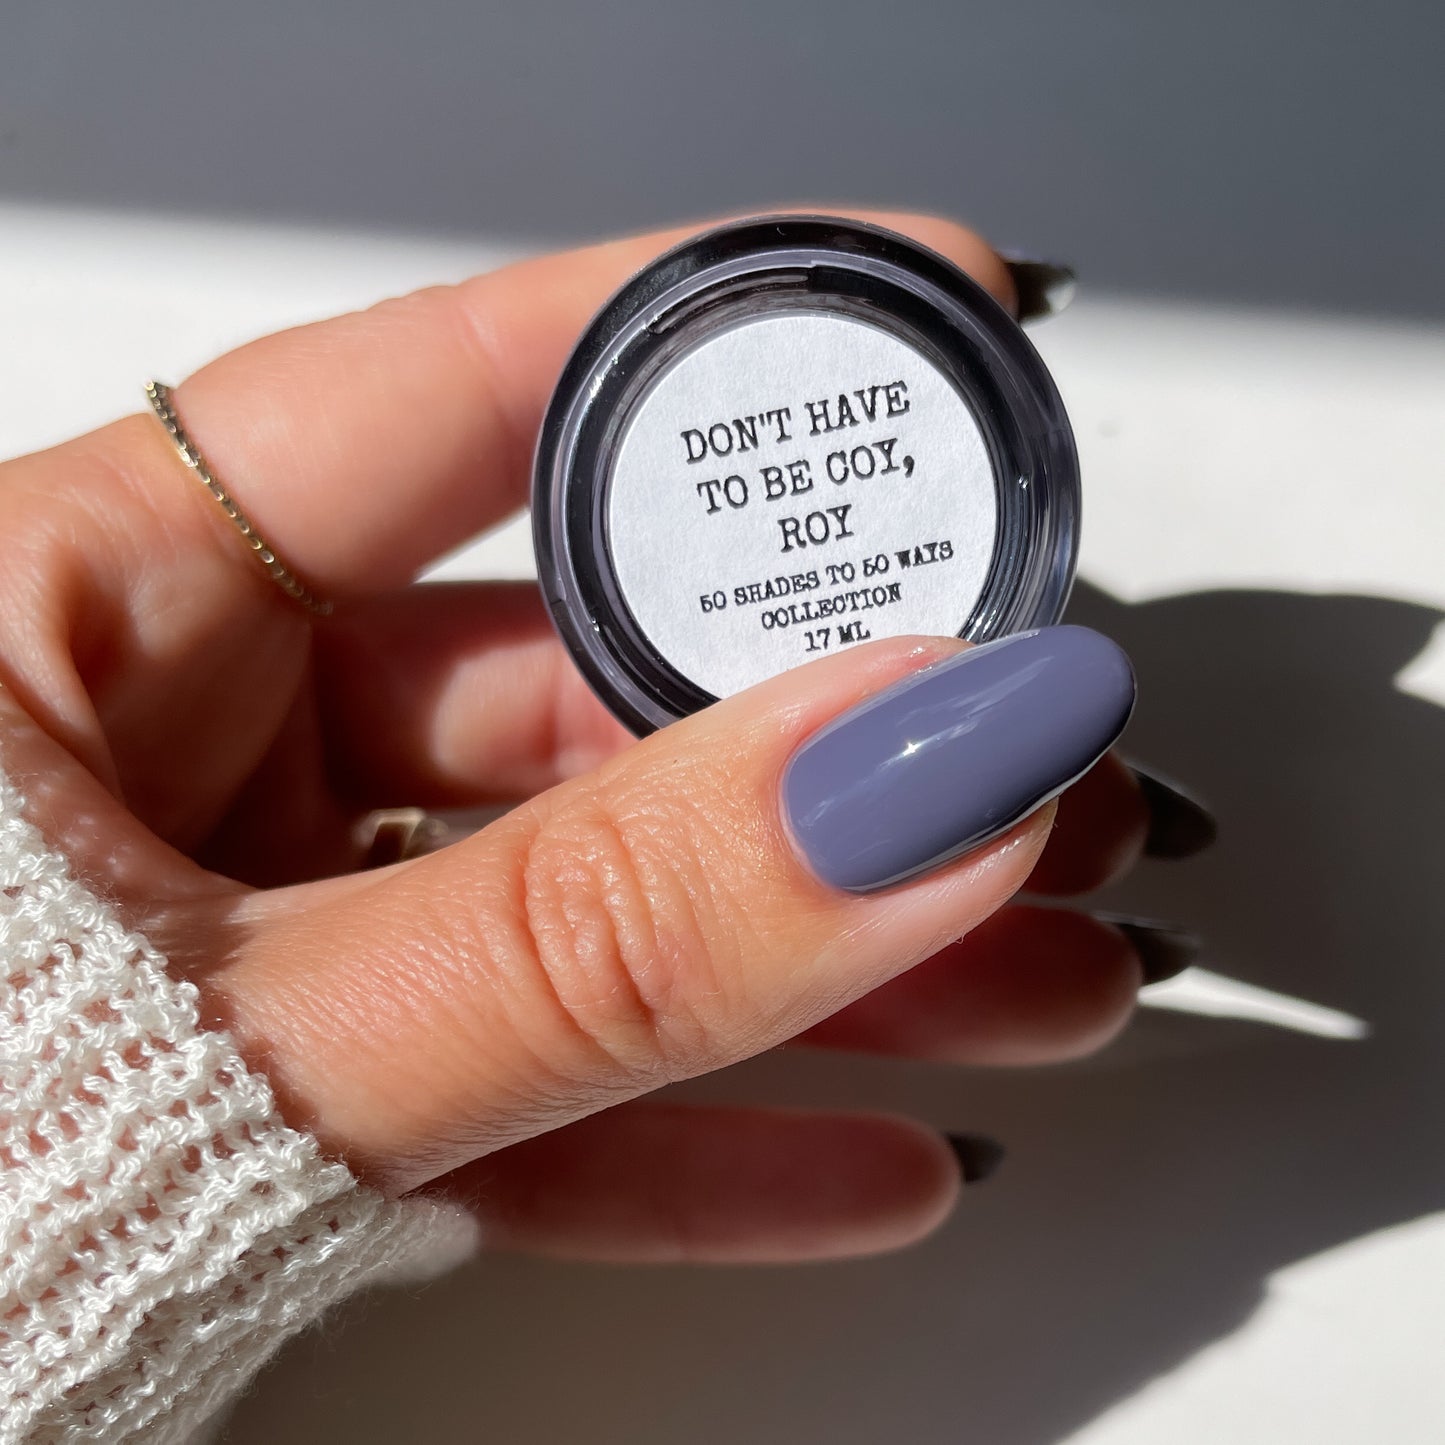 DON'T HAVE
TO BE COY,
ROY
50 SHADES TO 50 WAYS
COLLECTION
17 ML